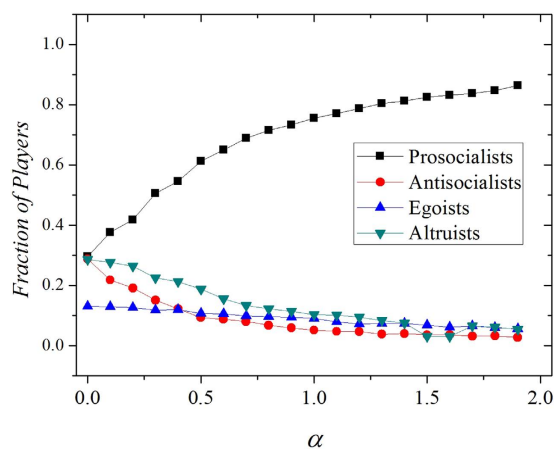 1.0
0.8
0.6
0.4
0.2
0.0
Fraction of Players
Prosocialists
Antisocialists
Egoists
Altruists
0.0 0.5 1.0 1.5 2.0
α